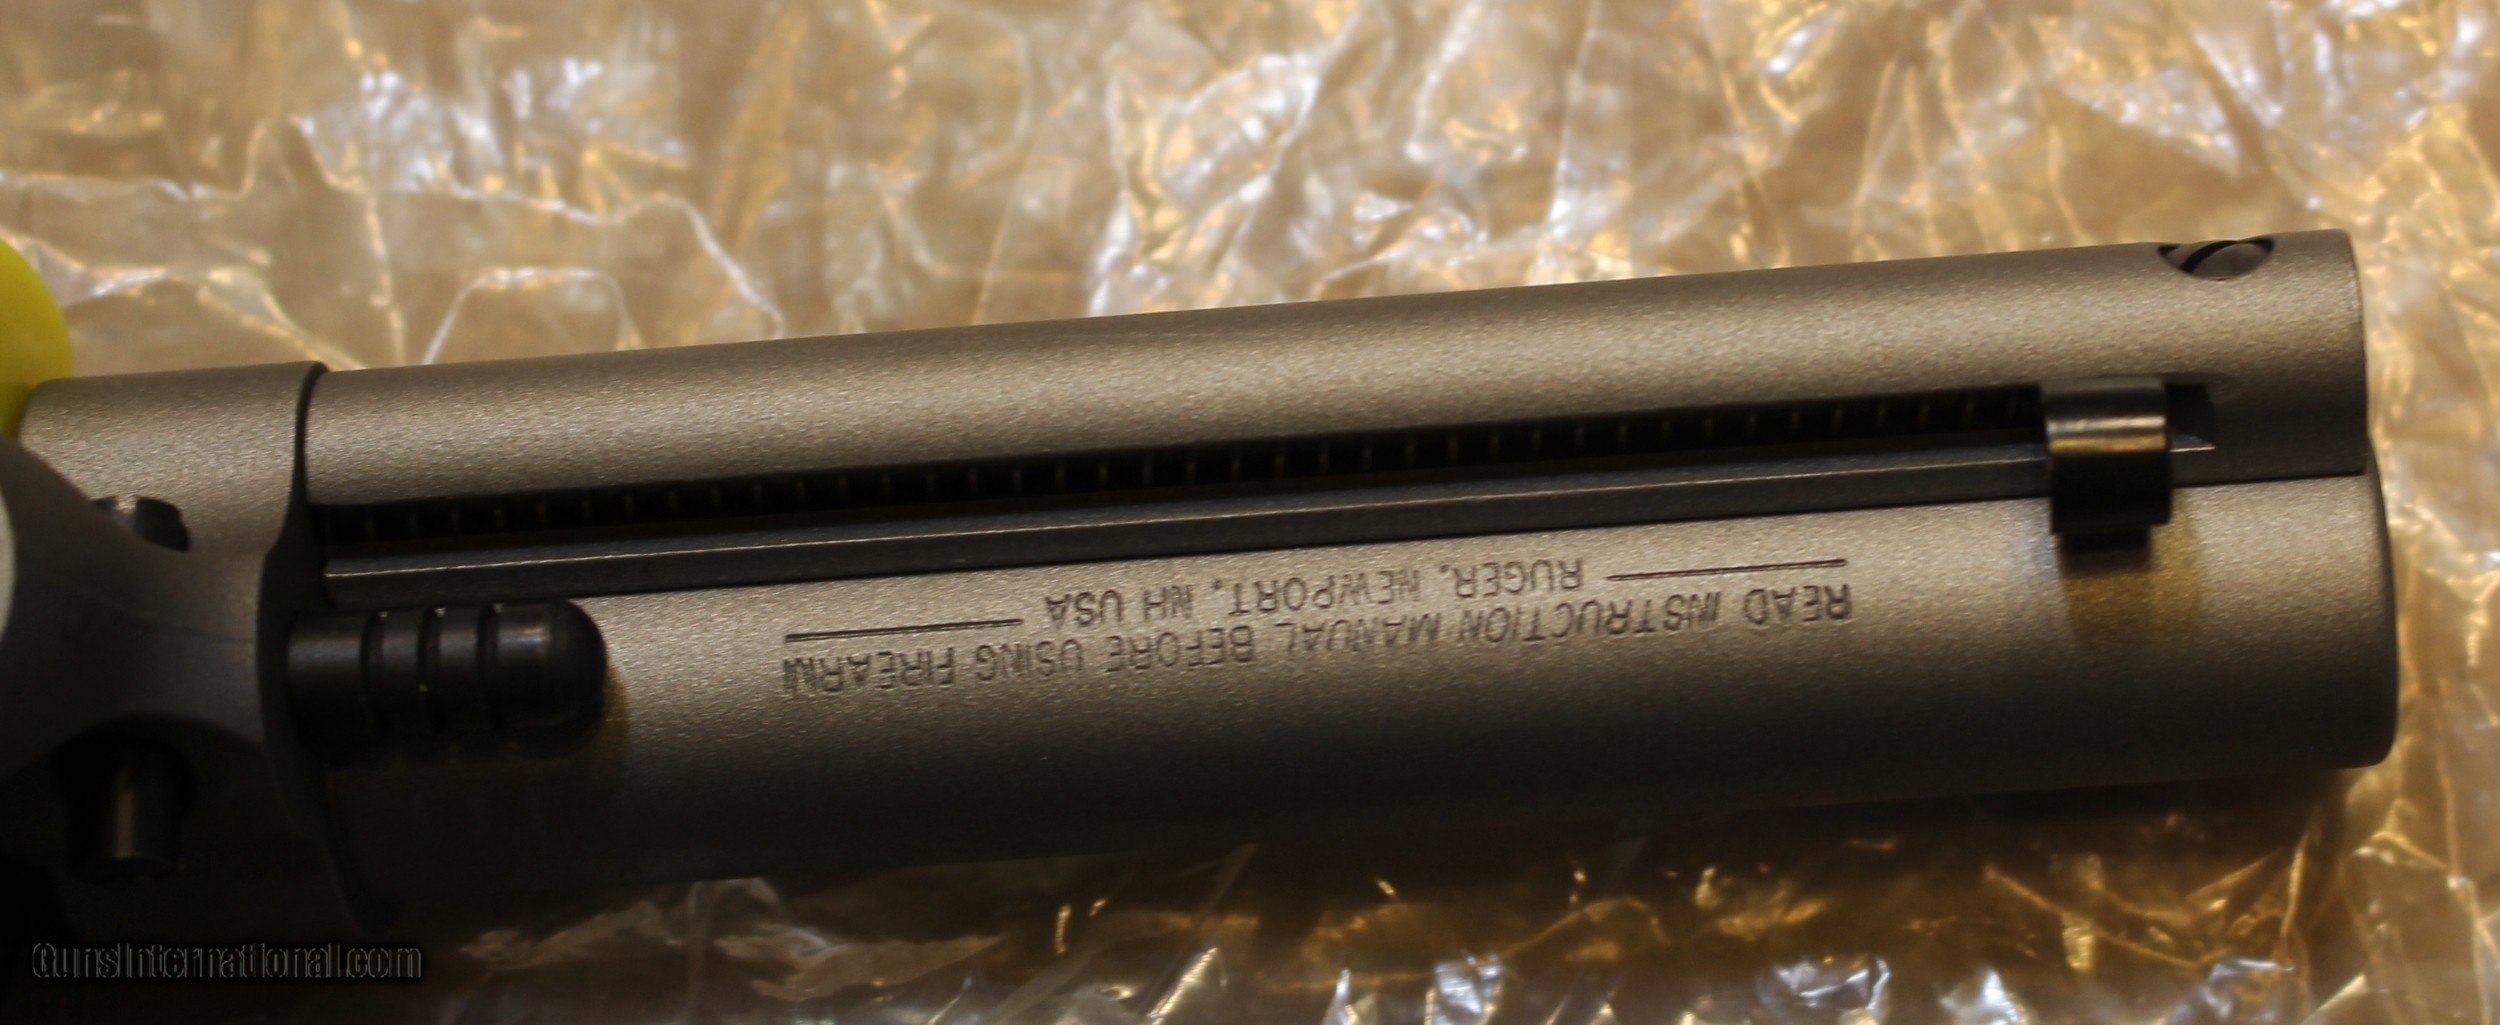 READ INSTRUCTION MANUAL BEFORE USING FIREARM
RUGER, NEWPORT, NH USA
GunsInternational.com